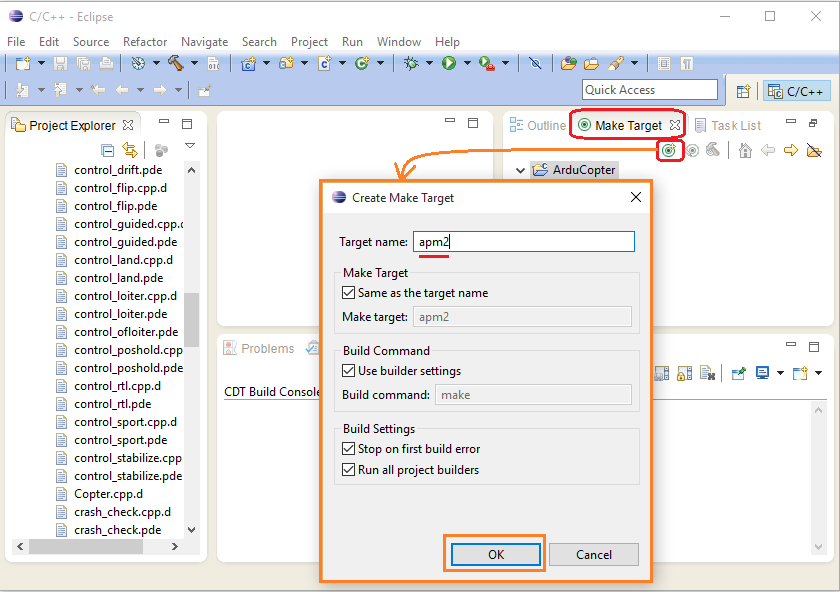 C/C++ - Eclipse
File Edit Source Refactor Navigate Search Project Run Window Help
Quick Access
C/C++
Project Explorer
control_drift.pde
control_flip.cpp.d
control_flip.pde
control_guided.cpp.c
control_guided.pde
control_land.cpp.d
control_land.pde
control_loiter.cpp.d
control_loiter.pde
control_ofloiter.pde
control_poshold.cpp
control_poshold.pde
control_rtl.cpp.d
control_rtl.pde
control_sport.cpp.d
control_sport.pde
control_stabilize.cpp
control_stabilize.pde
Copter.cpp.d
crash_check.cpp.d
crash_check.pde
Outline Make Target Task List
ArduCopter
Problems
CDT Build Console
Create Make Target
Target name: apm2
Make Target
Same as the target name
Make target: apm2
Build Command
Use builder settings
Build command: make
Build Settings
Stop on first build error
Run all project builders
OK Cancel